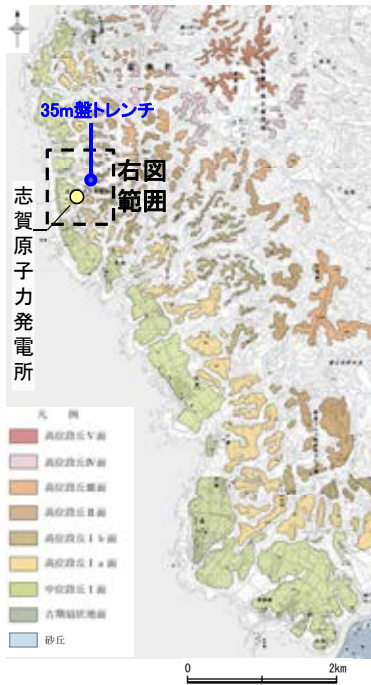 35m盤トレンチ
右図
範囲
志賀原子力発電所
凡 例
高位段丘Ⅴ面
高位段丘Ⅳ面
高位段丘Ⅲ面
高位段丘Ⅱ面
高位段丘Ⅰb面
高位段丘Ⅰa面
中位段丘Ⅰ面
古期扇状地面
砂丘
0 2km